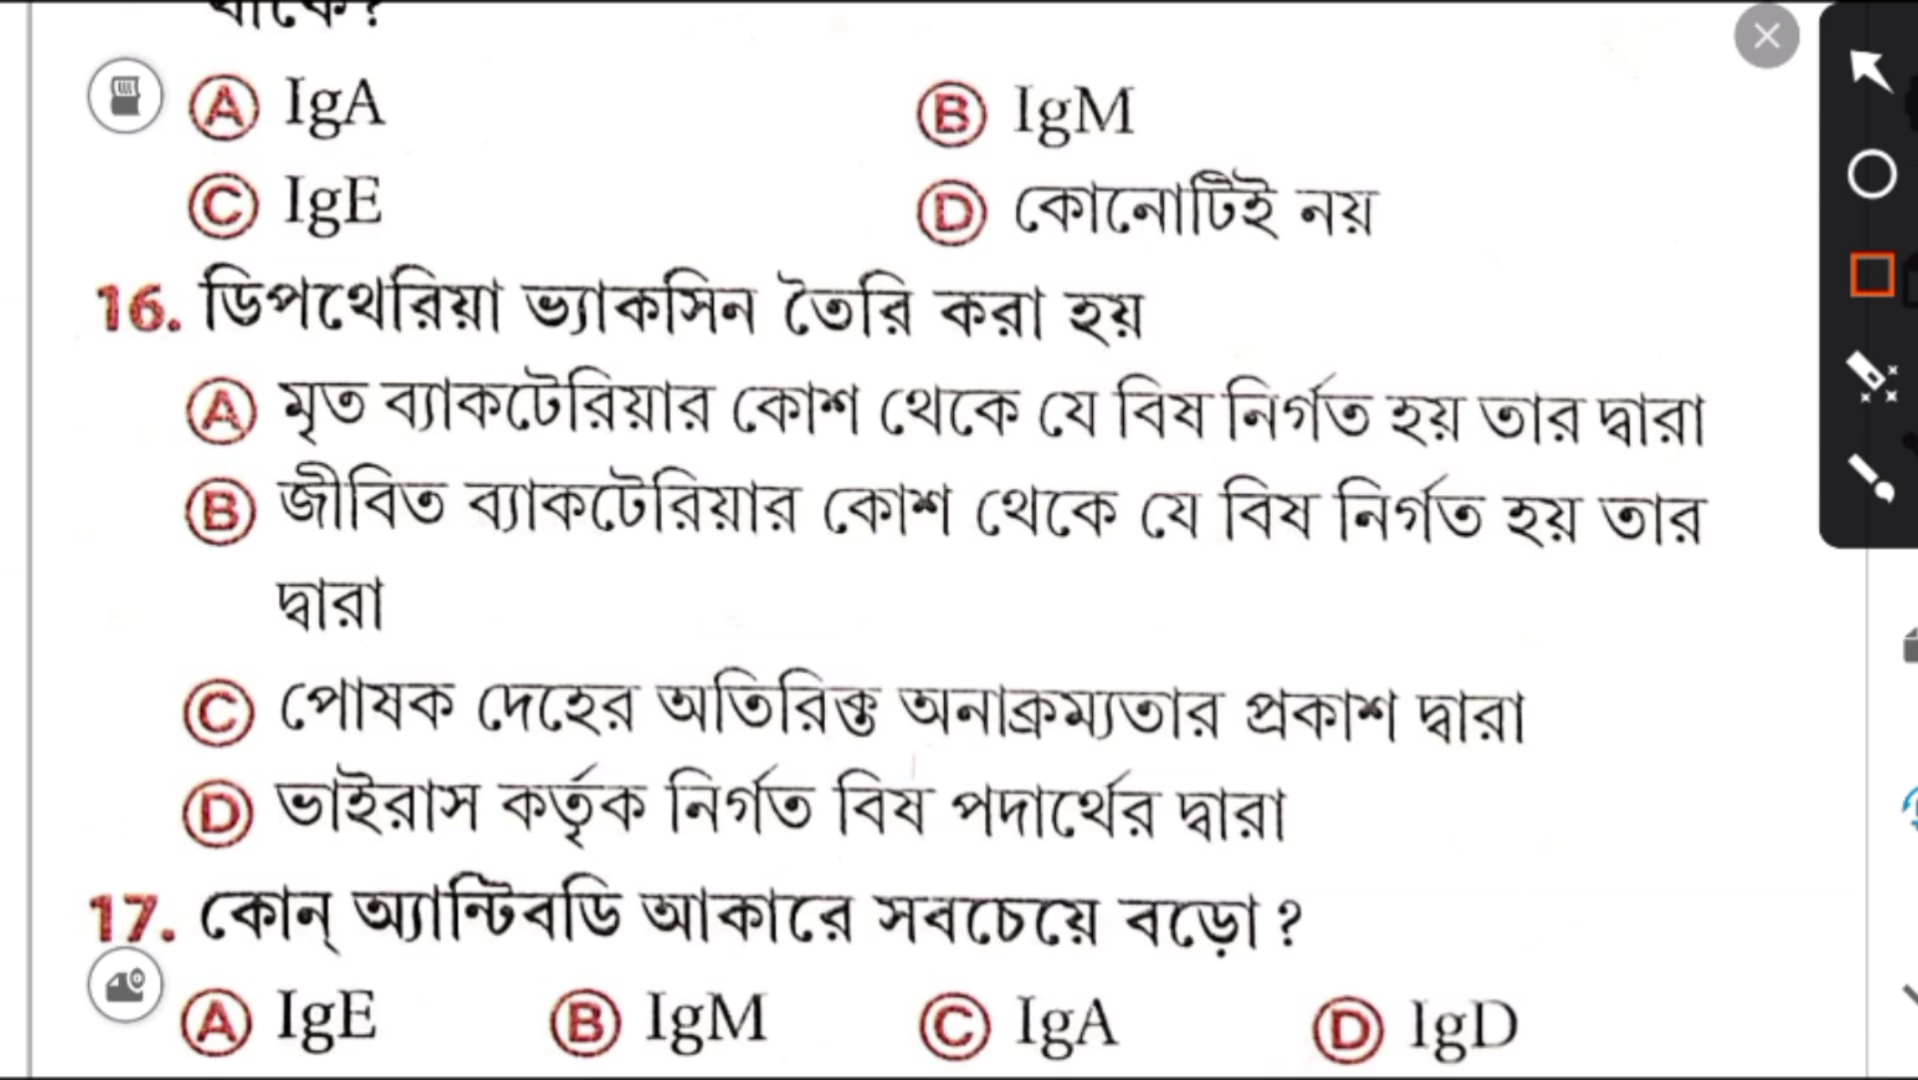 থাকে?
Ⓐ IgA Ⓑ IgM
Ⓒ IgE Ⓓ কোনোটিই নয়
16. ডিপথেরিয়া ভ্যাকসিন তৈরি করা হয়
Ⓐ মৃত ব্যাকটেরিয়ার কোশ থেকে যে বিষ নির্গত হয় তার দ্বারা
Ⓑ জীবিত ব্যাকটেরিয়ার কোশ থেকে যে বিষ নির্গত হয় তার
দ্বারা
Ⓒ পোষক দেহের অতিরিক্ত অনাক্রম্যতার প্রকাশ দ্বারা
Ⓓ ভাইরাস কর্তৃক নির্গত বিষ পদার্থের দ্বারা
17. কোন্ অ্যান্টিবডি আকারে সবচেয়ে বড়ো?
Ⓐ IgE Ⓑ IgM Ⓒ IgA Ⓓ IgD